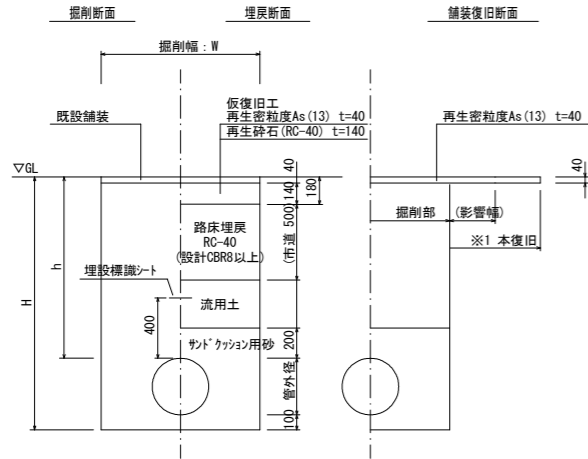 掘削断面
埋戻断面
舗装復旧断面
掘削幅：W
仮復旧工
再生密粒度As(13) t=40
再生砕石(RC-40) t=140
既設舗装
再生密粒度As(13) t=40
▽GL
40
140
180
40
路床埋戻
RC-40
(設計CBR8以上)
(市道 500)
掘削部
(影響幅)
※1 本復旧
埋設標識ｼｰﾄ
流用土
400
h
H
ｻﾝﾄﾞｸｯｼｮﾝ用砂
200
管外径
100